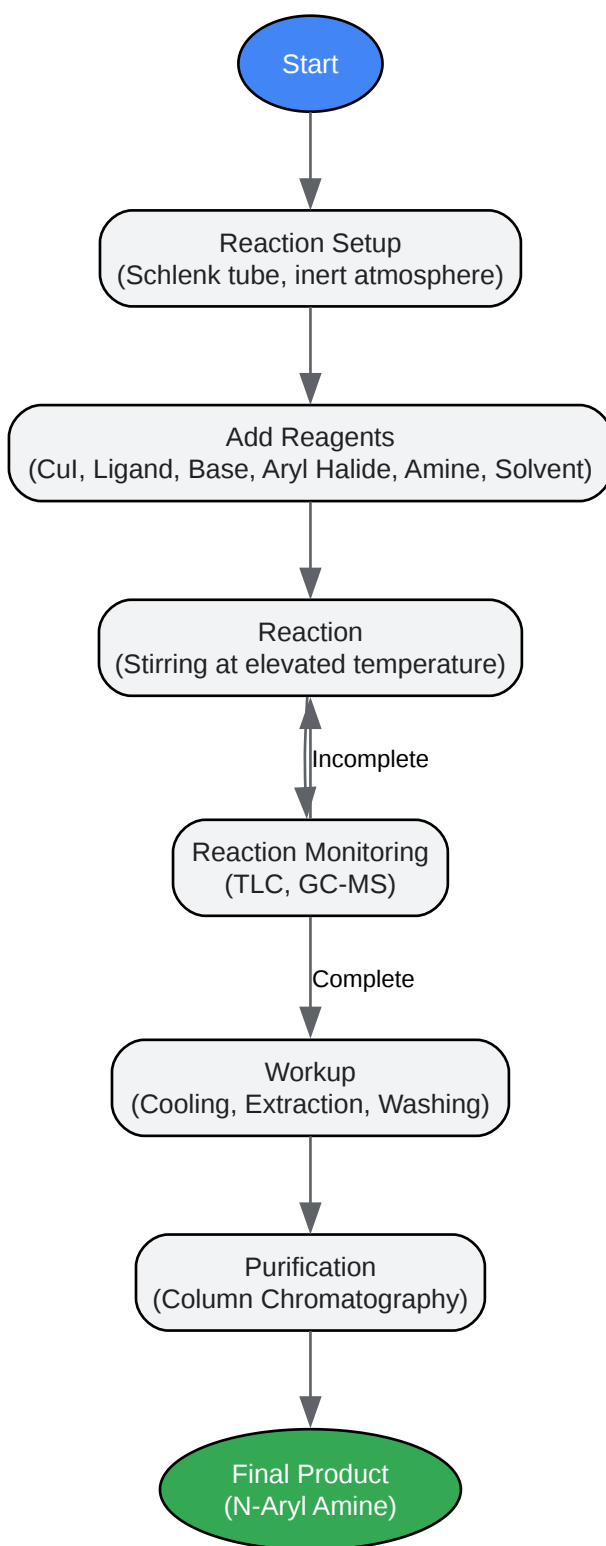 Start
Reaction Setup
(Schlenk tube, inert atmosphere)
Add Reagents
(CuI, Ligand, Base, Aryl Halide, Amine, Solvent)
Reaction
(Stirring at elevated temperature)
Incomplete
Reaction Monitoring
(TLC, GC-MS)
Complete
Workup
(Cooling, Extraction, Washing)
Purification
(Column Chromatography)
Final Product
(N-Aryl Amine)